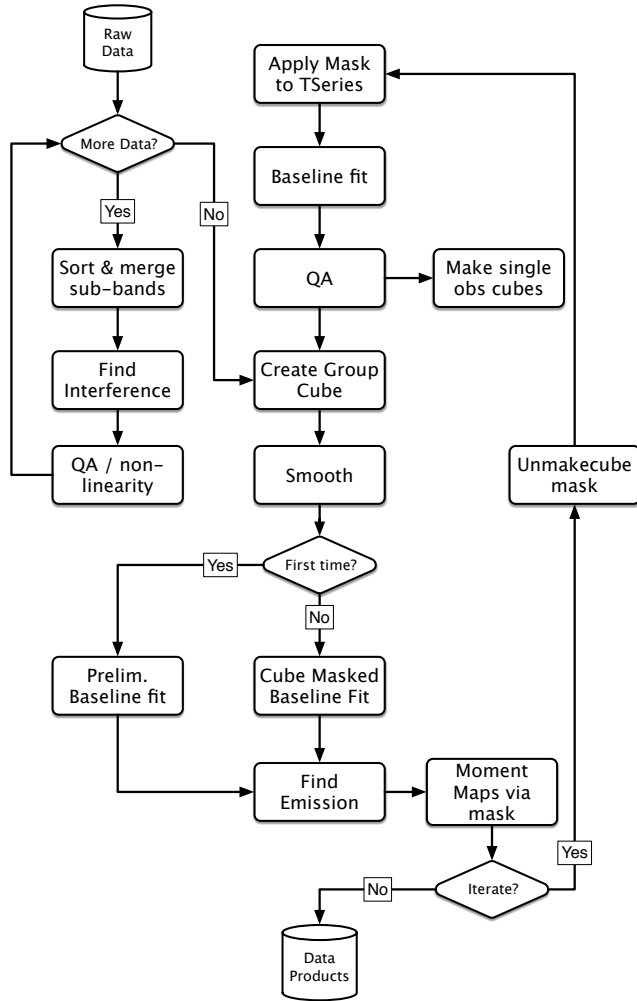 Raw
Data
Apply Mask
to TSeries
More Data?
Baseline fit
Yes
No
Sort & merge
sub-bands
QA
Make single
obs cubes
Find
Interference
Create Group
Cube
QA / non-
linearity
Smooth
Unmakecube
mask
First time?
Yes
No
Prelim.
Baseline fit
Cube Masked
Baseline Fit
Find
Emission
Moment
Maps via
mask
Yes
No
Iterate?
Data
Products